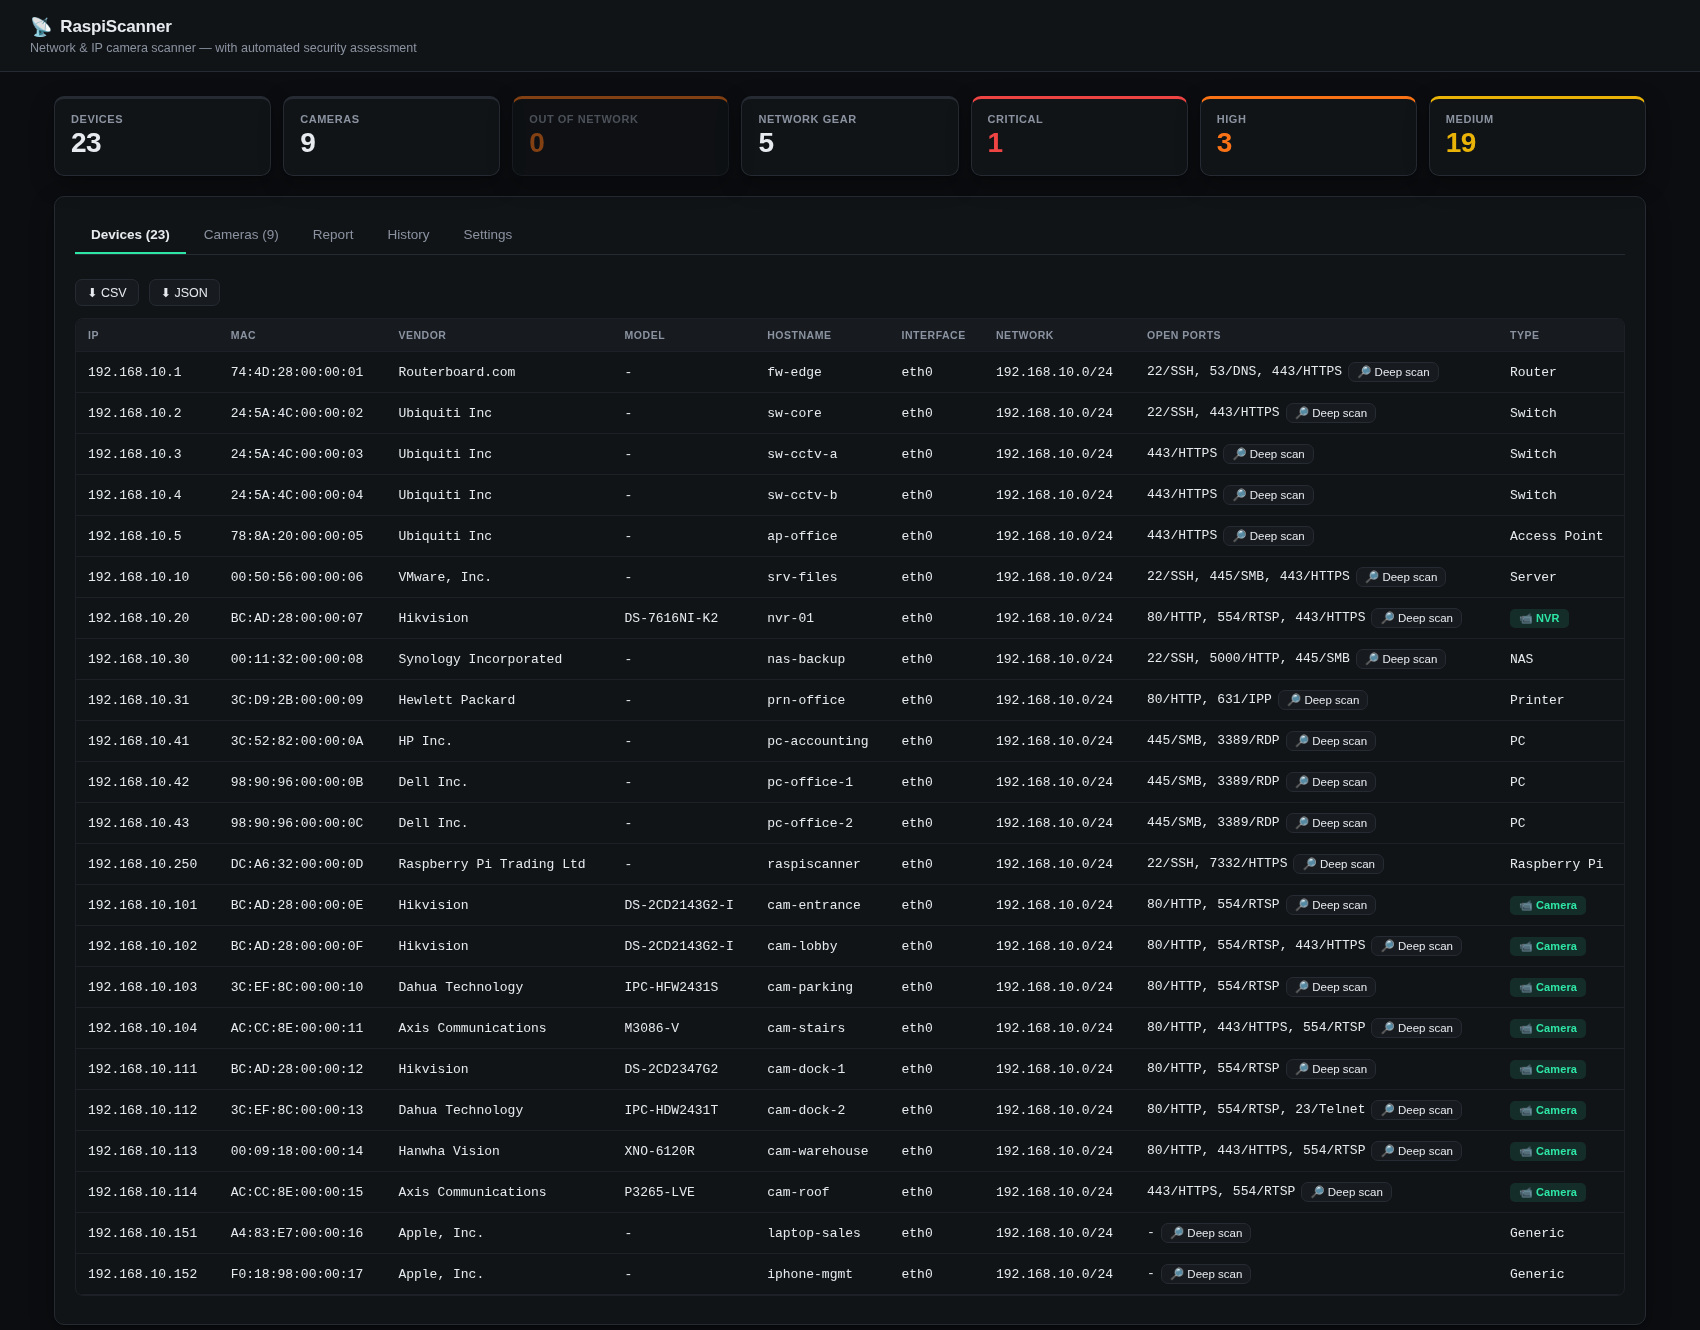 📡 RaspiScanner
Network & IP camera scanner — with automated security assessment
DEVICES CAMERAS OUT OF NETWORK NETWORK GEAR CRITICAL HIGH MEDIUM
23 9 0 5 1 3 19
Devices (23) Cameras (9) Report History Settings
⬇ CSV ⬇ JSON
IP MAC VENDOR MODEL HOSTNAME INTERFACE NETWORK OPEN PORTS TYPE
192.168.10.1 74:4D:28:00:00:01 Routerboard.com - fw-edge eth0 192.168.10.0/24 22/SSH, 53/DNS, 443/HTTPS 🔎 Deep scan Router
192.168.10.2 24:5A:4C:00:00:02 Ubiquiti Inc - sw-core eth0 192.168.10.0/24 22/SSH, 443/HTTPS 🔎 Deep scan Switch
192.168.10.3 24:5A:4C:00:00:03 Ubiquiti Inc - sw-cctv-a eth0 192.168.10.0/24 443/HTTPS 🔎 Deep scan Switch
192.168.10.4 24:5A:4C:00:00:04 Ubiquiti Inc - sw-cctv-b eth0 192.168.10.0/24 443/HTTPS 🔎 Deep scan Switch
192.168.10.5 78:8A:20:00:00:05 Ubiquiti Inc - ap-office eth0 192.168.10.0/24 443/HTTPS 🔎 Deep scan Access Point
192.168.10.10 00:50:56:00:00:06 VMware, Inc. - srv-files eth0 192.168.10.0/24 22/SSH, 445/SMB, 443/HTTPS 🔎 Deep scan Server
192.168.10.20 BC:AD:28:00:00:07 Hikvision DS-7616NI-K2 nvr-01 eth0 192.168.10.0/24 80/HTTP, 554/RTSP, 443/HTTPS 🔎 Deep scan 📹 NVR
192.168.10.30 00:11:32:00:00:08 Synology Incorporated - nas-backup eth0 192.168.10.0/24 22/SSH, 5000/HTTP, 445/SMB 🔎 Deep scan NAS
192.168.10.31 3C:D9:2B:00:00:09 Hewlett Packard - prn-office eth0 192.168.10.0/24 80/HTTP, 631/IPP 🔎 Deep scan Printer
192.168.10.41 3C:52:82:00:00:0A HP Inc. - pc-accounting eth0 192.168.10.0/24 445/SMB, 3389/RDP 🔎 Deep scan PC
192.168.10.42 98:90:96:00:00:0B Dell Inc. - pc-office-1 eth0 192.168.10.0/24 445/SMB, 3389/RDP 🔎 Deep scan PC
192.168.10.43 98:90:96:00:00:0C Dell Inc. - pc-office-2 eth0 192.168.10.0/24 445/SMB, 3389/RDP 🔎 Deep scan PC
192.168.10.250 DC:A6:32:00:00:0D Raspberry Pi Trading Ltd - raspiscanner eth0 192.168.10.0/24 22/SSH, 7332/HTTPS 🔎 Deep scan Raspberry Pi
192.168.10.101 BC:AD:28:00:00:0E Hikvision DS-2CD2143G2-I cam-entrance eth0 192.168.10.0/24 80/HTTP, 554/RTSP 🔎 Deep scan 📹 Camera
192.168.10.102 BC:AD:28:00:00:0F Hikvision DS-2CD2143G2-I cam-lobby eth0 192.168.10.0/24 80/HTTP, 554/RTSP, 443/HTTPS 🔎 Deep scan 📹 Camera
192.168.10.103 3C:EF:8C:00:00:10 Dahua Technology IPC-HFW2431S cam-parking eth0 192.168.10.0/24 80/HTTP, 554/RTSP 🔎 Deep scan 📹 Camera
192.168.10.104 AC:CC:8E:00:00:11 Axis Communications M3086-V cam-stairs eth0 192.168.10.0/24 80/HTTP, 443/HTTPS, 554/RTSP 🔎 Deep scan 📹 Camera
192.168.10.111 BC:AD:28:00:00:12 Hikvision DS-2CD2347G2 cam-dock-1 eth0 192.168.10.0/24 80/HTTP, 554/RTSP 🔎 Deep scan 📹 Camera
192.168.10.112 3C:EF:8C:00:00:13 Dahua Technology IPC-HDW2431T cam-dock-2 eth0 192.168.10.0/24 80/HTTP, 554/RTSP, 23/Telnet 🔎 Deep scan 📹 Camera
192.168.10.113 00:09:18:00:00:14 Hanwha Vision XNO-6120R cam-warehouse eth0 192.168.10.0/24 80/HTTP, 443/HTTPS, 554/RTSP 🔎 Deep scan 📹 Camera
192.168.10.114 AC:CC:8E:00:00:15 Axis Communications P3265-LVE cam-roof eth0 192.168.10.0/24 443/HTTPS, 554/RTSP 🔎 Deep scan 📹 Camera
192.168.10.151 A4:83:E7:00:00:16 Apple, Inc. - laptop-sales eth0 192.168.10.0/24 - 🔎 Deep scan Generic
192.168.10.152 F0:18:98:00:00:17 Apple, Inc. - iphone-mgmt eth0 192.168.10.0/24 - 🔎 Deep scan Generic